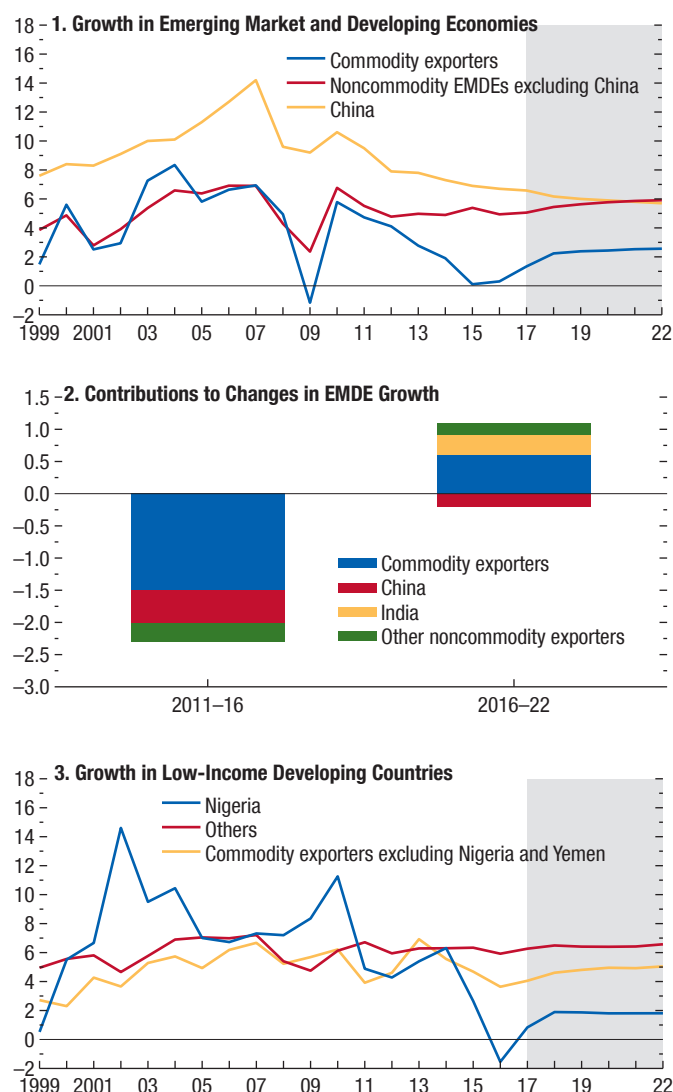 1. Growth in Emerging Market and Developing Economies
18
16
14
12
10
8
6
4
2
0
–2
Commodity exporters
Noncommodity EMDEs excluding China
China
1999 2001 03 05 07 09 11 13 15 17 19 22
2. Contributions to Changes in EMDE Growth
1.5
1.0
0.5
0.0
–0.5
–1.0
–1.5
–2.0
–2.5
–3.0
Commodity exporters
China
India
Other noncommodity exporters
2011–16 2016–22
3. Growth in Low-Income Developing Countries
18
16
14
12
10
8
6
4
2
0
–2
Nigeria
Others
Commodity exporters excluding Nigeria and Yemen
1999 2001 03 05 07 09 11 13 15 17 19 22